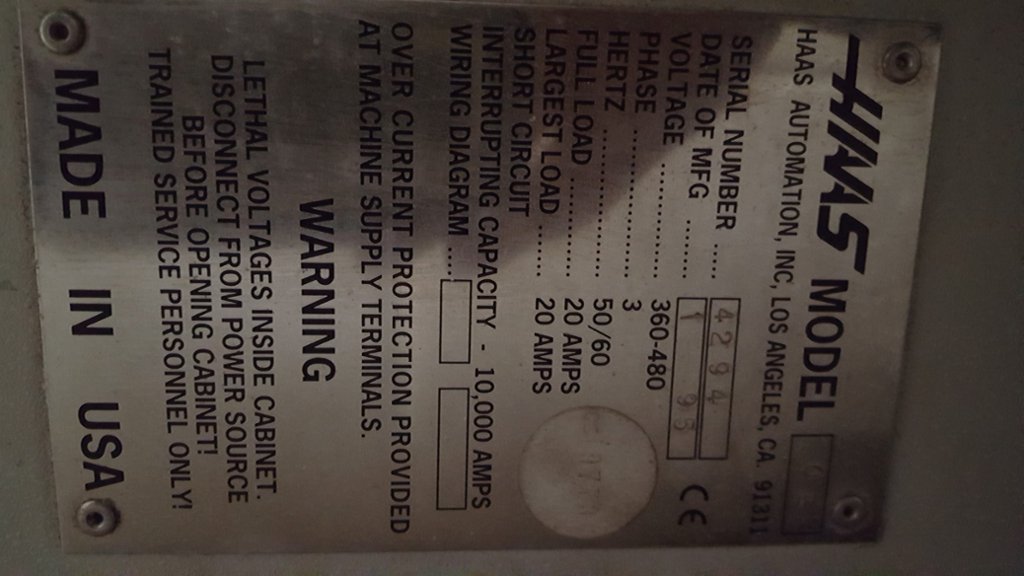 HAAS MODEL
HAAS AUTOMATION, INC, LOS ANGELES, CA. 91311
SERIAL NUMBER .... 4294
DATE OF MFG ...... 1 95
VOLTAGE ............ 360-480
PHASE ................ 3
HERTZ ................ 50/60
FULL LOAD ........... 20 AMPS
LARGEST LOAD ...... 20 AMPS
SHORT CIRCUIT
INTERRUPTING CAPACITY - 10,000 AMPS
WIRING DIAGRAM ....
CE
OVER CURRENT PROTECTION PROVIDED
AT MACHINE SUPPLY TERMINALS.
WARNING
LETHAL VOLTAGES INSIDE CABINET.
DISCONNECT FROM POWER SOURCE
BEFORE OPENING CABINET!
TRAINED SERVICE PERSONNEL ONLY!
MADE IN USA